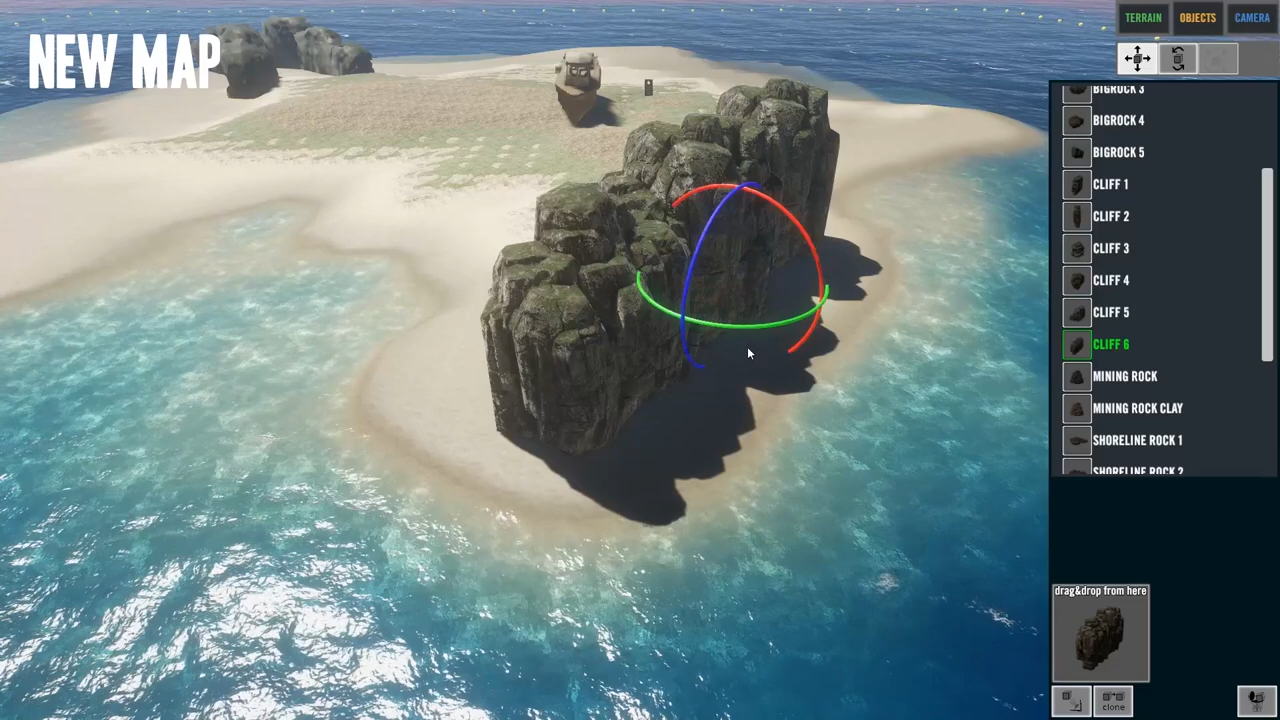 NEW MAP
TERRAIN
OBJECTS
CAMERA
BIGROCK 3
BIGROCK 4
BIGROCK 5
CLIFF 1
CLIFF 2
CLIFF 3
CLIFF 4
CLIFF 5
CLIFF 6
MINING ROCK
MINING ROCK CLAY
SHORELINE ROCK 1
SHORELINE ROCK 2
drag&drop from here
clone